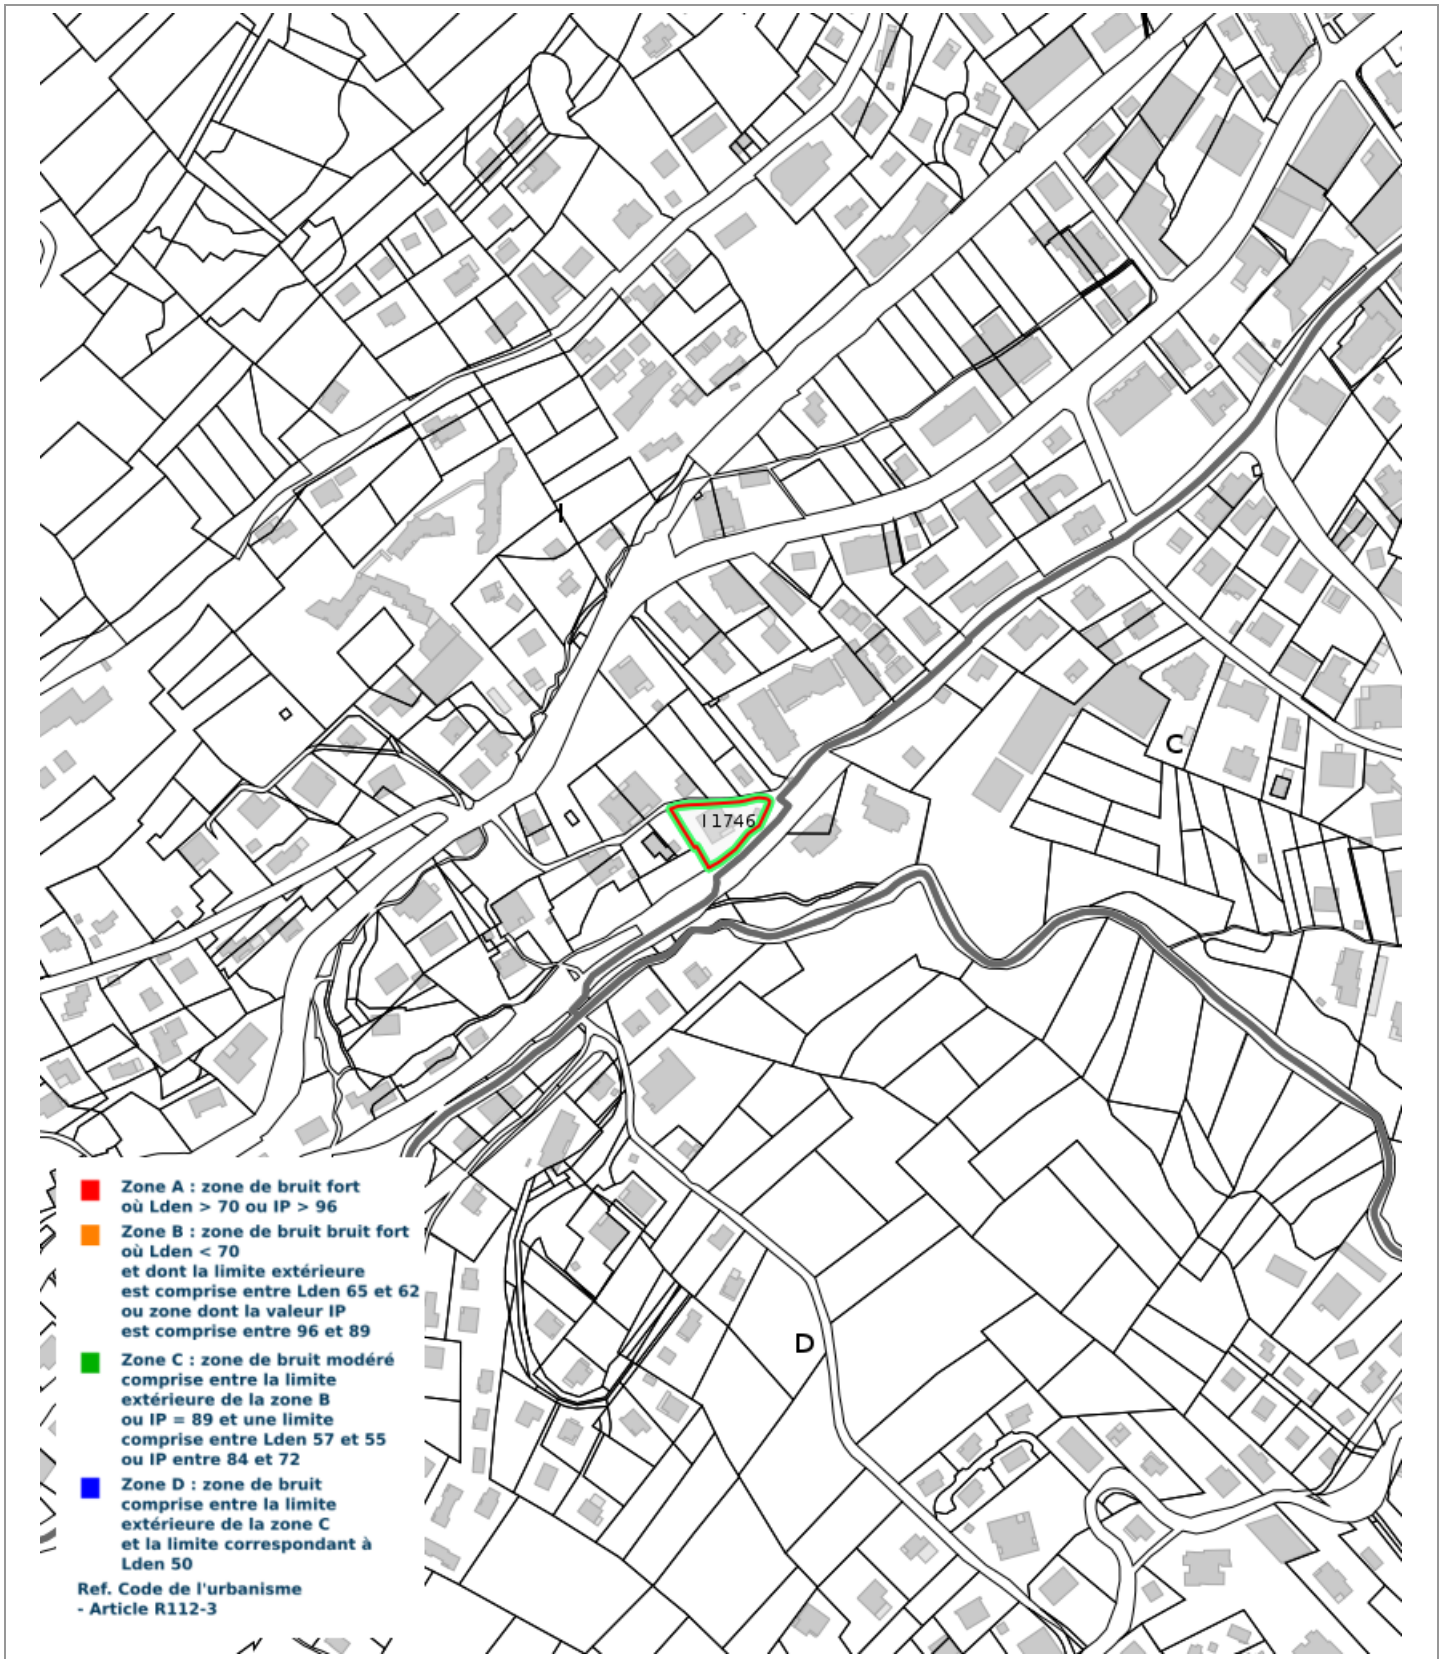 I
C
I 1746
D
Zone A : zone de bruit fort
où Lden > 70 ou IP > 96
Zone B : zone de bruit bruit fort
où Lden < 70
et dont la limite extérieure
est comprise entre Lden 65 et 62
ou zone dont la valeur IP
est comprise entre 96 et 89
Zone C : zone de bruit modéré
comprise entre la limite
extérieure de la zone B
ou IP = 89 et une limite
comprise entre Lden 57 et 55
ou IP entre 84 et 72
Zone D : zone de bruit
comprise entre la limite
extérieure de la zone C
et la limite correspondant à
Lden 50
Ref. Code de l'urbanisme
- Article R112-3